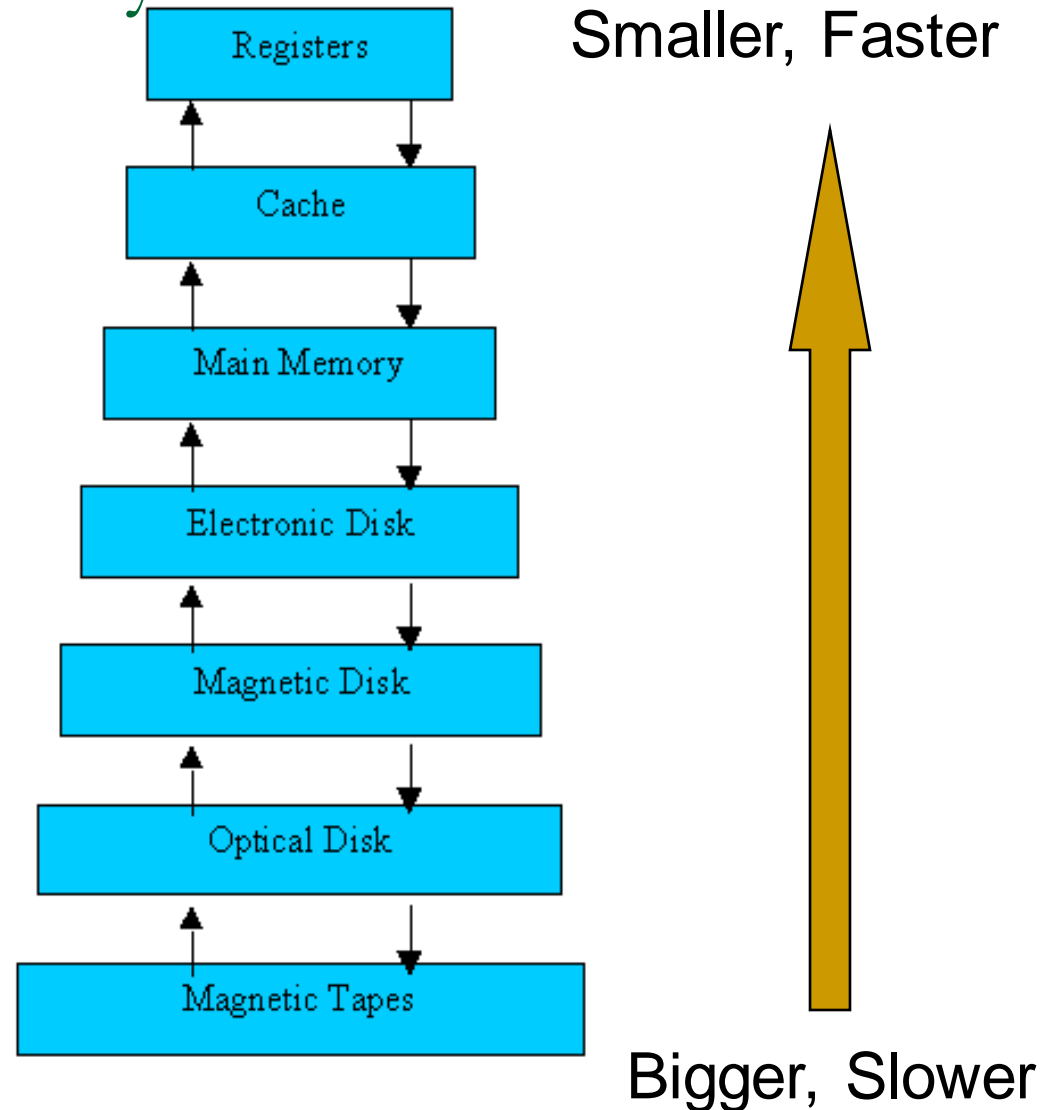 Registers
Smaller, Faster
Cache
Main Memory
Electronic Disk
Magnetic Disk
Optical Disk
Magnetic Tapes
Bigger, Slower